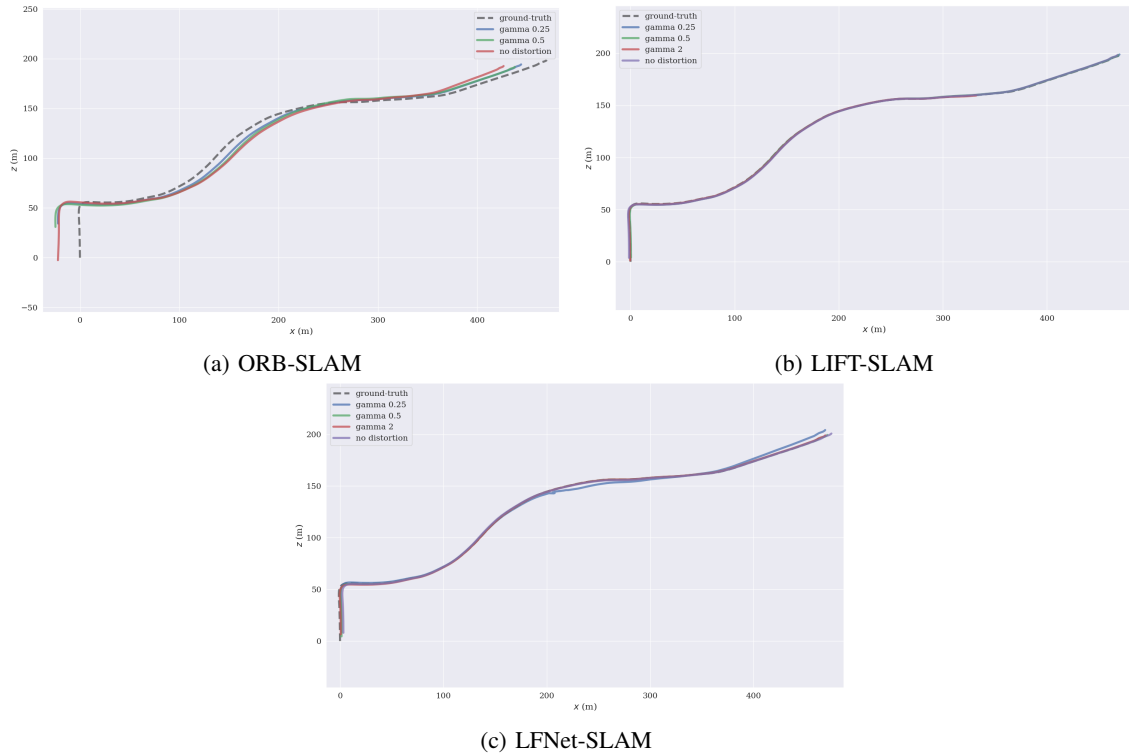 250
200
150
100
50
0
−50
z (m)
0
100
200
300
400
x (m)
ground-truth
gamma 0.25
gamma 0.5
no distortion
(a) ORB-SLAM
200
150
100
50
0
z (m)
0
100
200
300
400
x (m)
ground-truth
gamma 0.25
gamma 0.5
gamma 2
no distortion
(b) LIFT-SLAM
200
150
100
50
0
z (m)
0
100
200
300
400
x (m)
ground-truth
gamma 0.25
gamma 0.5
gamma 2
no distortion
(c) LFNet-SLAM